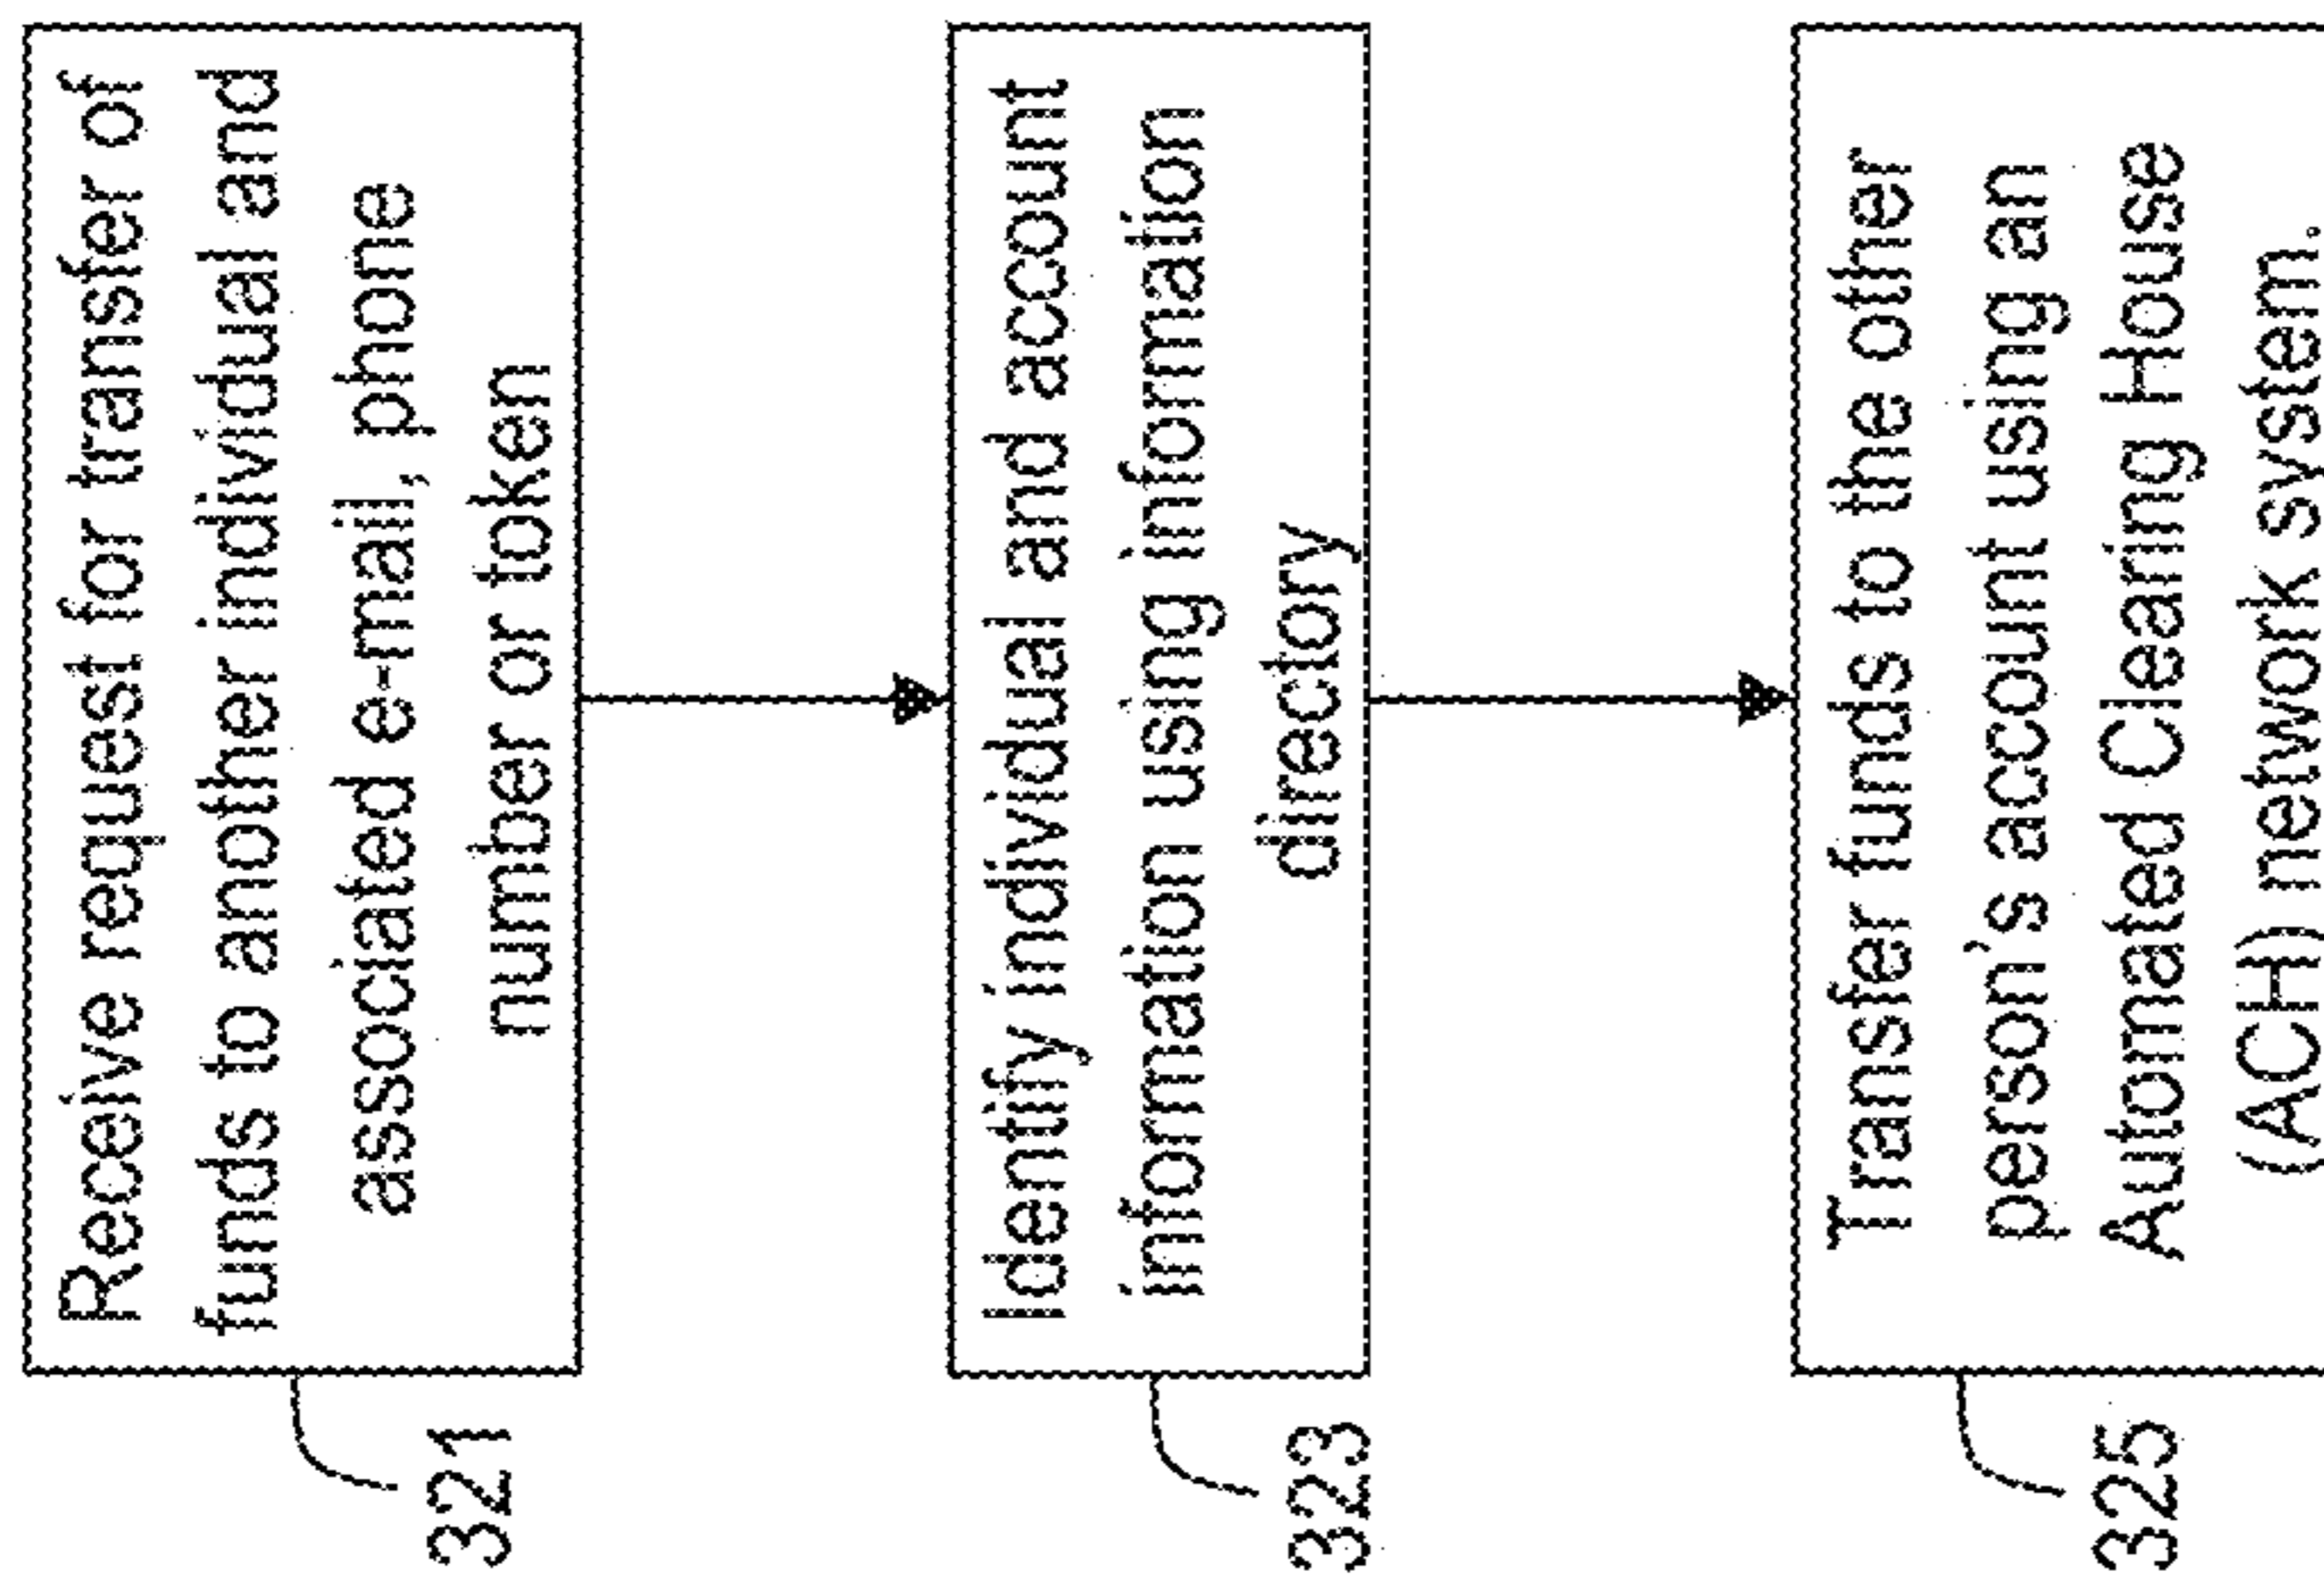 Receive request for transfer of
funds to another individual and
associated e-mail, phone
number or token
321
Identify individual and account
information using information
directory
323
Transfer funds to the other
person's account using an
Automated Clearing House
(ACH) network system.
325